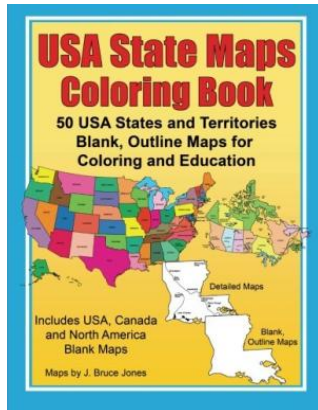 USA State Maps
Coloring Book
50 USA States and Territories
Blank, Outline Maps for
Coloring and Education
Detailed Maps
Includes USA, Canada
and North America
Blank Maps
Blank,
Outline Maps
Maps by J. Bruce Jones